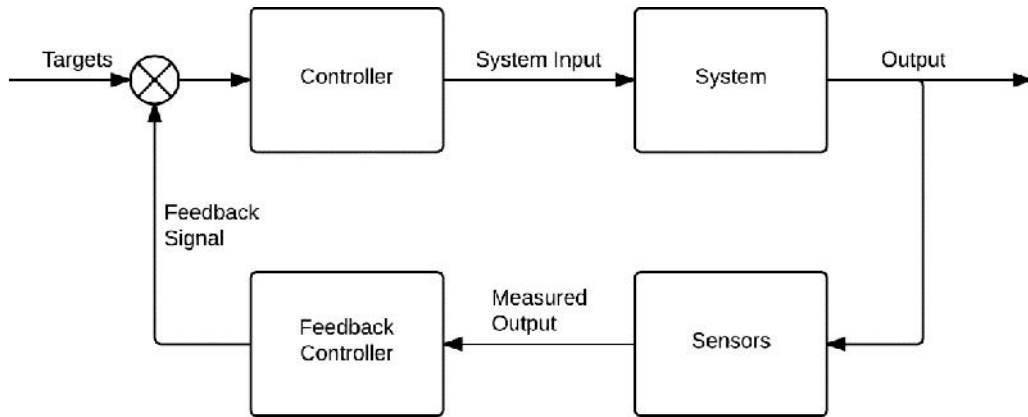 Targets
Controller
System Input
System
Output
Feedback
Signal
Feedback
Controller
Measured
Output
Sensors